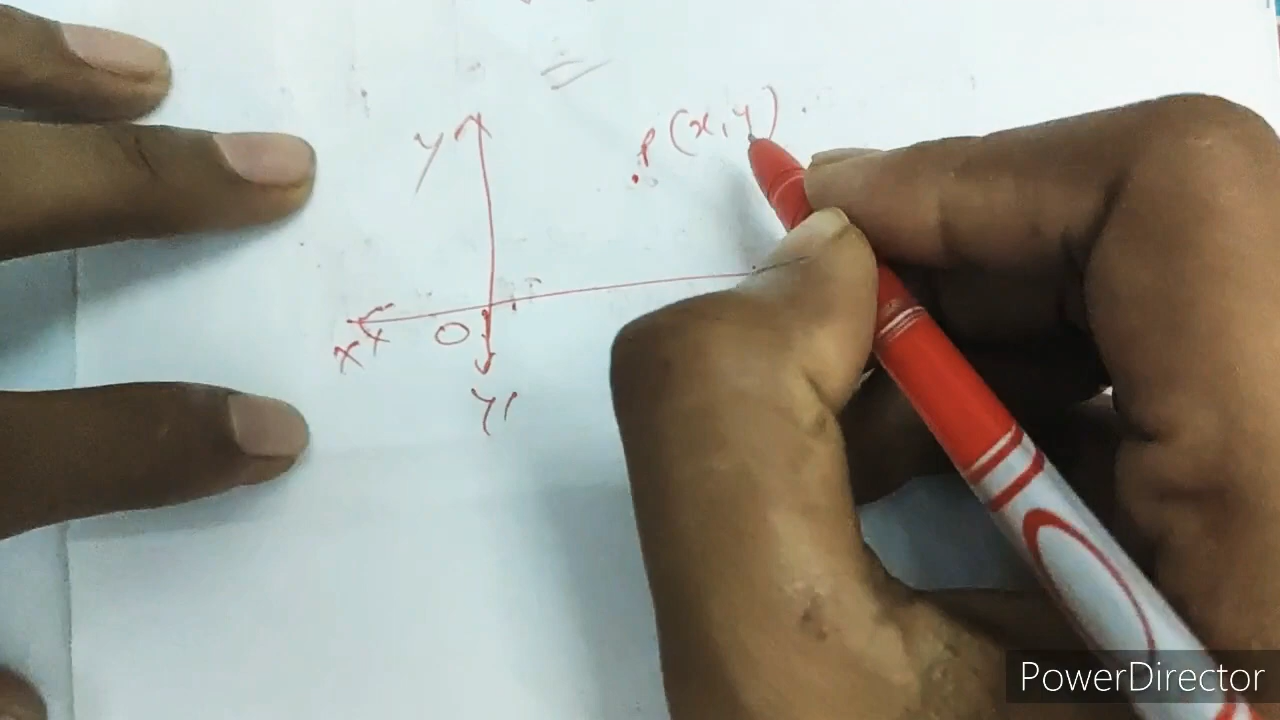 P(x,y)
y
O
x
y'
PowerDirector